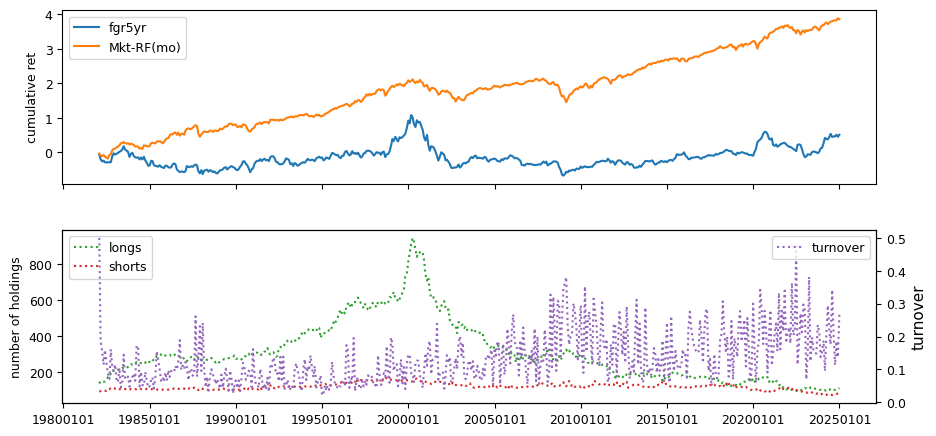 4
3
2
1
0
cumulative ret
fgr5yr
Mkt-RF(mo)
800
600
400
200
number of holdings
longs
shorts
turnover
0.5
0.4
0.3
0.2
0.1
0.0
turnover
19800101 19850101 19900101 19950101 20000101 20050101 20100101 20150101 20200101 20250101